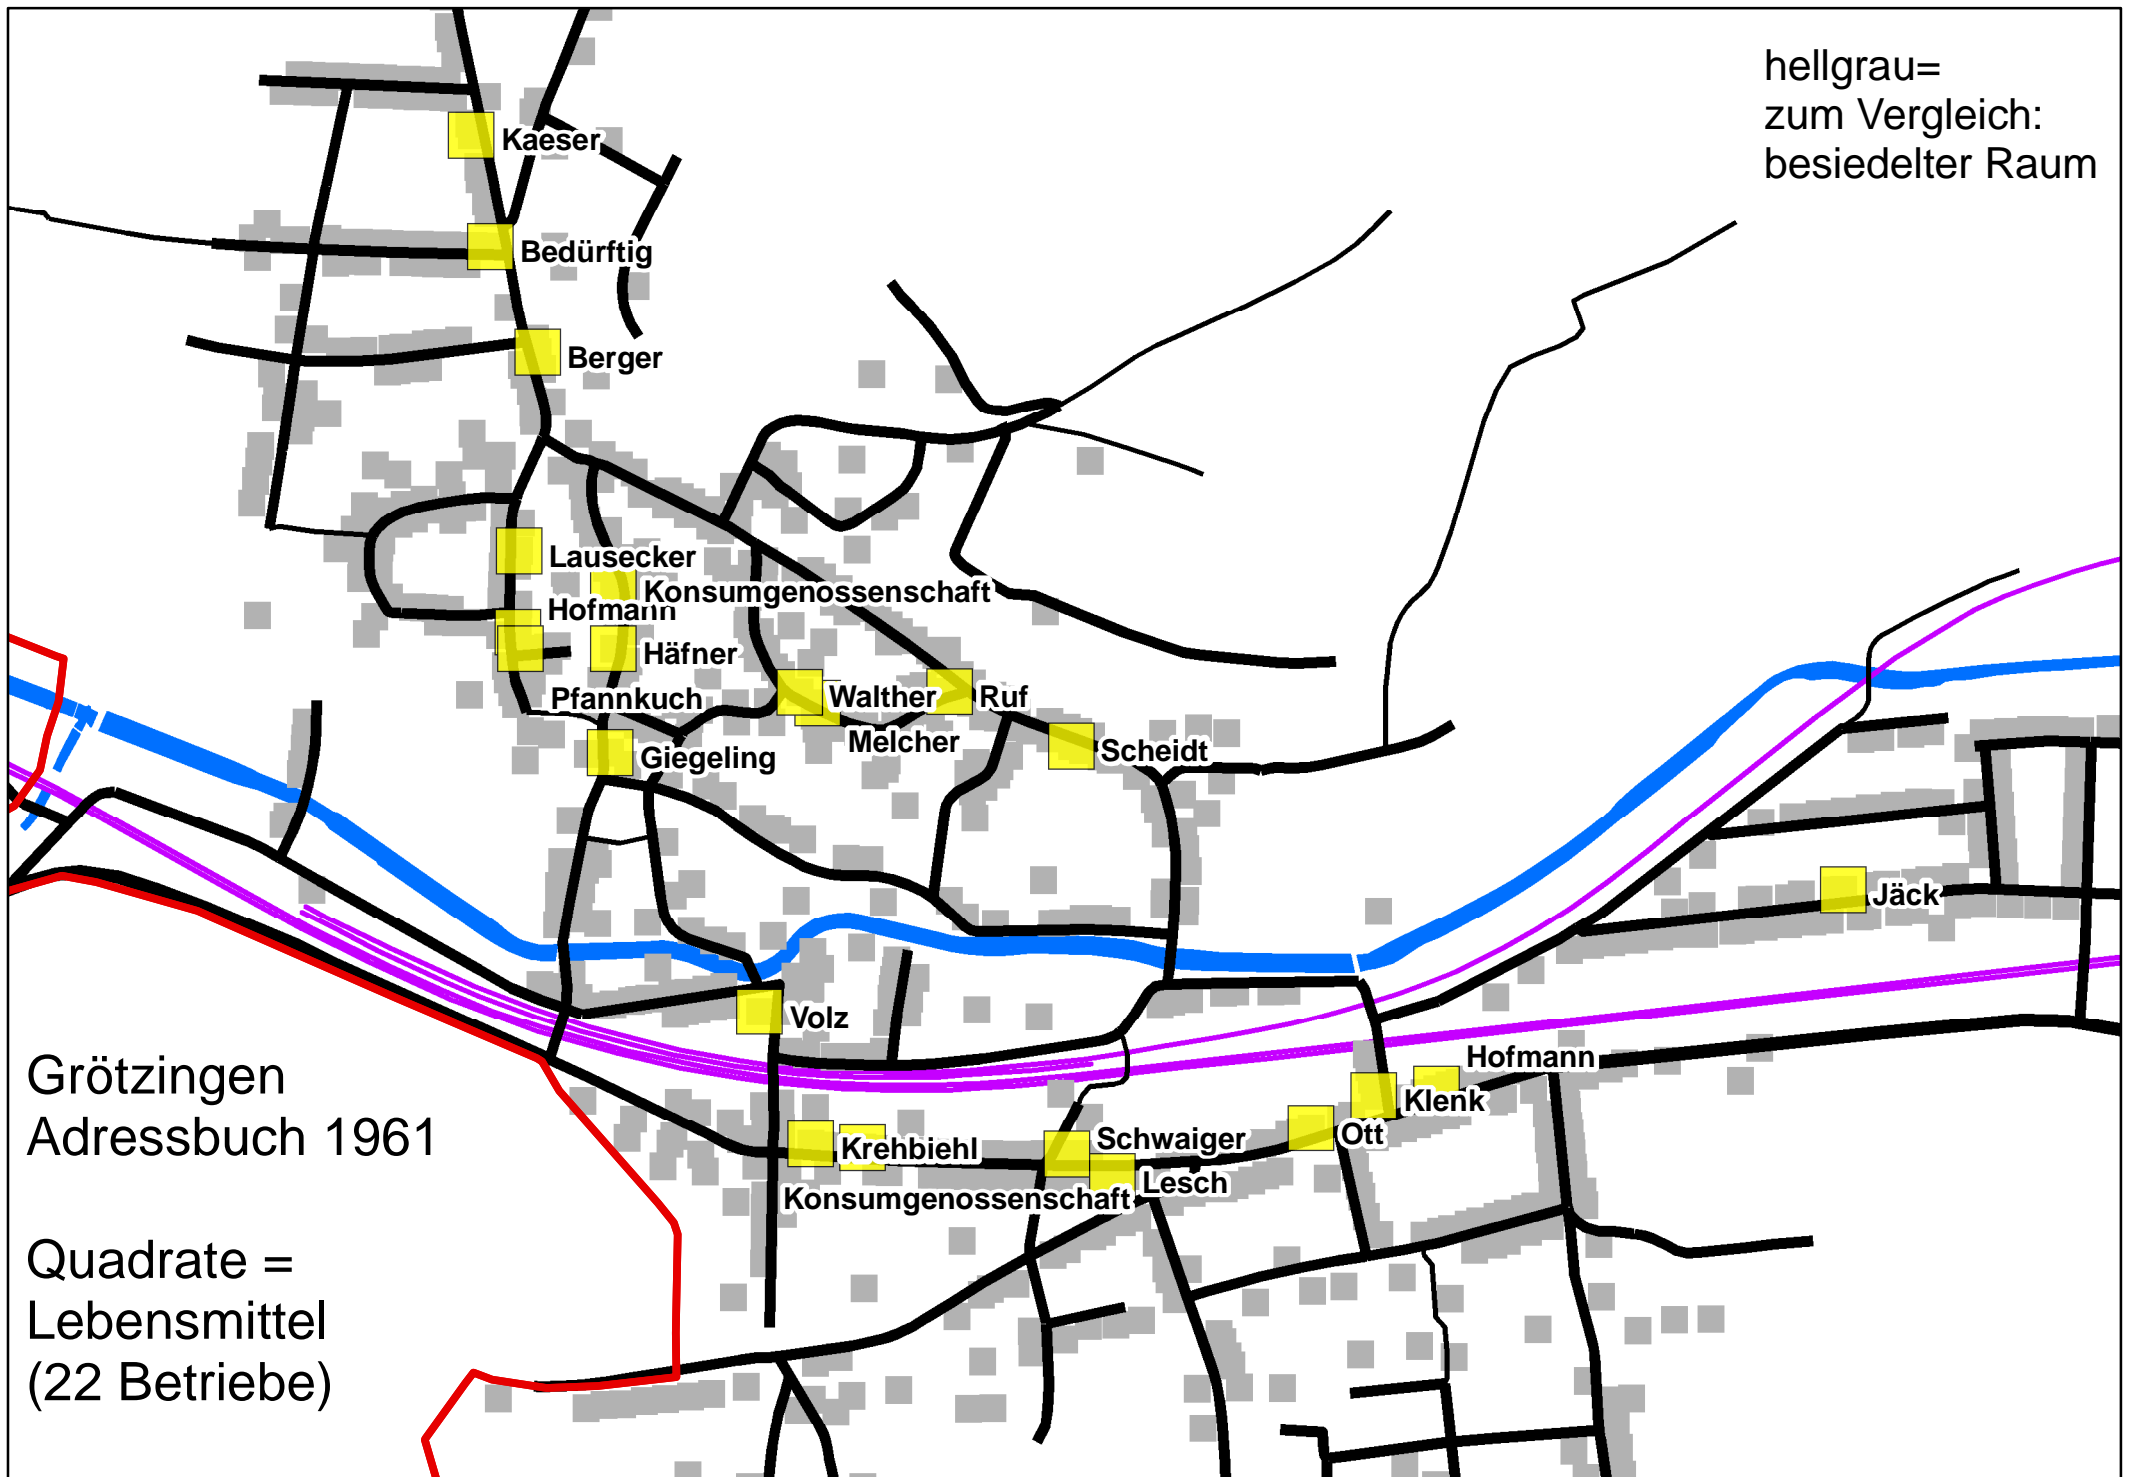 hellgrau=
zum Vergleich:
besiedelter Raum
Kaeser
Bedürftig
Berger
Lausecker
Konsumgenossenschaft
Hofmann
Häfner
Pfannkuch
Walther
Ruf
Melcher
Giegeling
Scheidt
Jäck
Volz
Hofmann
Klenk
Ott
Schwaiger
Krehbiehl
Lesch
Konsumgenossenschaft
Grötzingen
Adressbuch 1961
Quadrate =
Lebensmittel
(22 Betriebe)